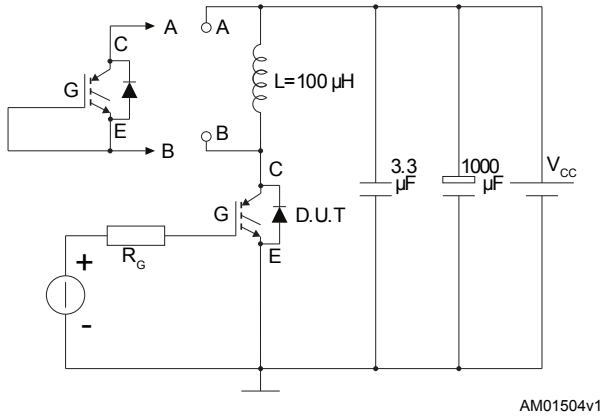 A
A
C
G
E
B
L=100 µH
B
C
G
D.U.T
E
3.3
µF
1000
µF
VCC
RG
+
-
AM01504v1